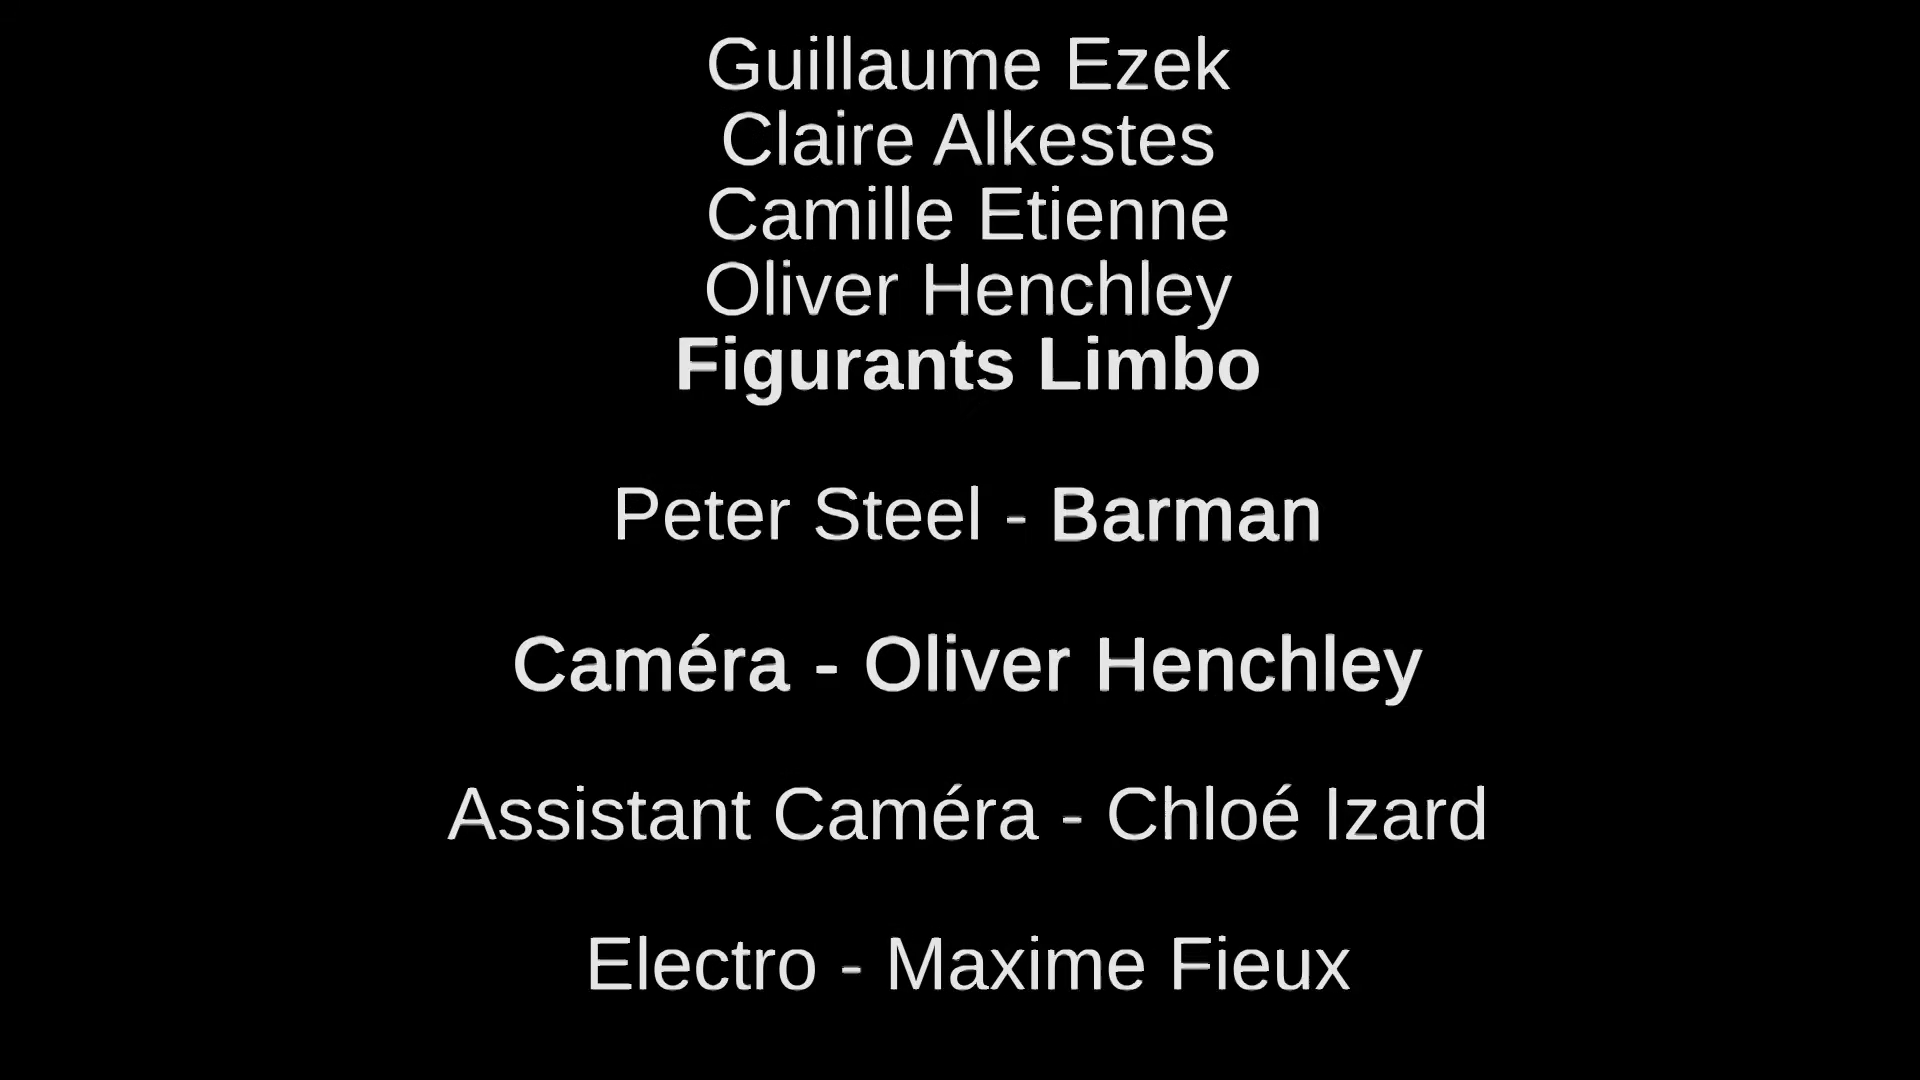 Guillaume Ezek
Claire Alkestes
Camille Etienne
Oliver Henchley
Figurants Limbo
Peter Steel - Barman
Caméra - Oliver Henchley
Assistant Caméra - Chloé Izard
Electro - Maxime Fieux